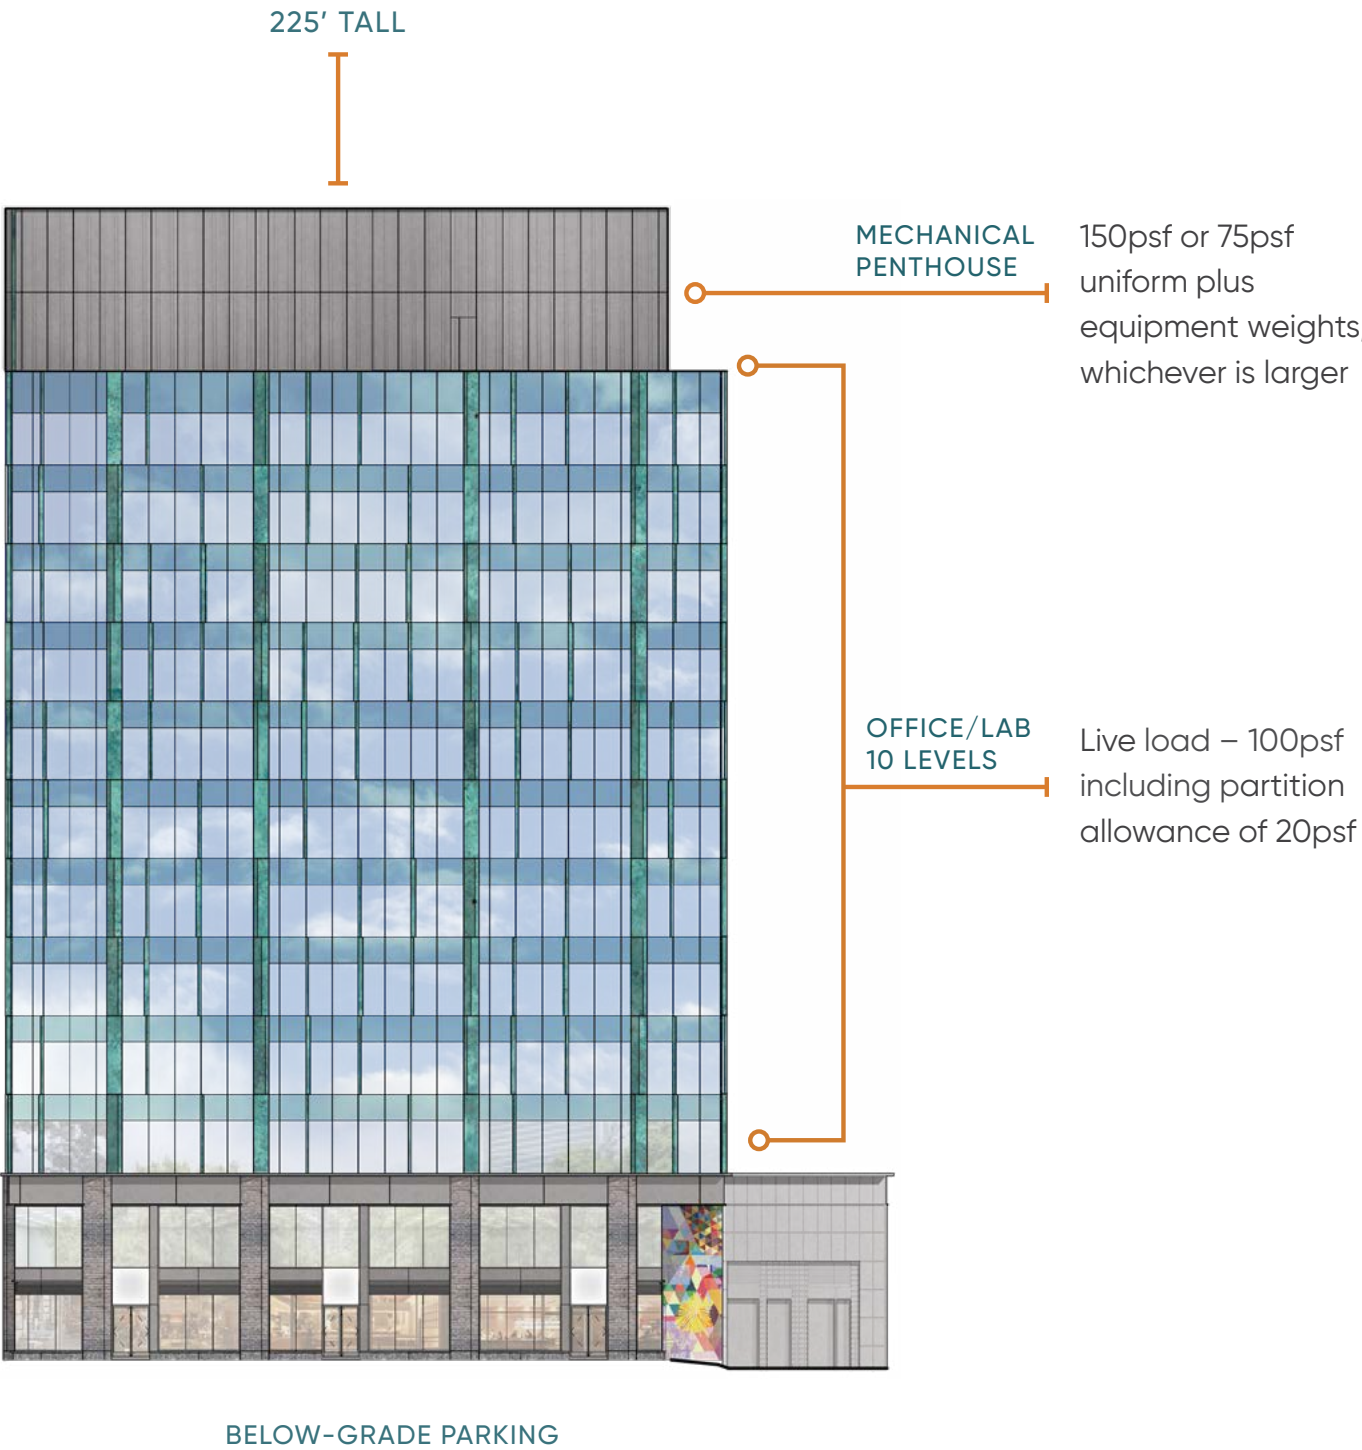 225’ TALL
MECHANICAL
PENTHOUSE
150psf or 75psf
uniform plus
equipment weights,
whichever is larger
OFFICE/LAB
10 LEVELS
Live load – 100psf
including partition
allowance of 20psf
BELOW-GRADE PARKING